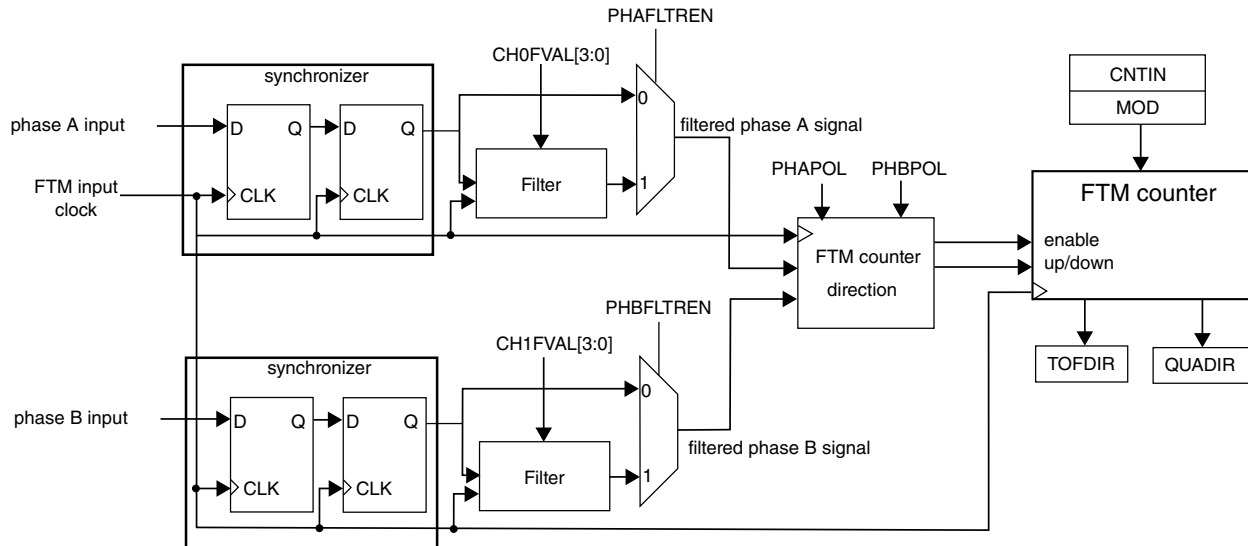 PHAFLTREN
CH0FVAL[3:0]
synchronizer
CNTIN
MOD
phase A input
D Q D Q
0
filtered phase A signal
FTM input
clock
CLK
CLK
Filter
1
PHAPOL
PHBPOL
FTM counter
enable
up/down
FTM counter
direction
PHBFLTREN
CH1FVAL[3:0]
synchronizer
TOFDIR
QUADIR
phase B input
D Q D Q
0
filtered phase B signal
CLK
CLK
Filter
1